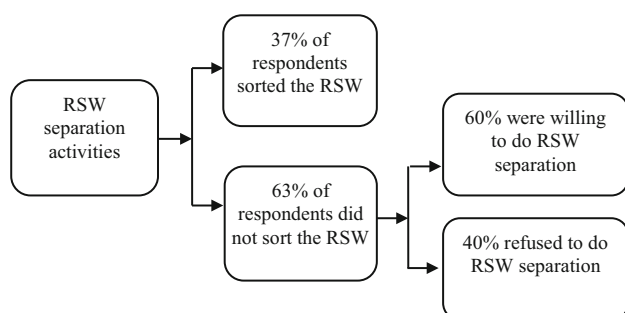 RSW
separation
activities
37% of
respondents
sorted the RSW
63% of
respondents did
not sort the RSW
60% were willing
to do RSW
separation
40% refused to do
RSW separation